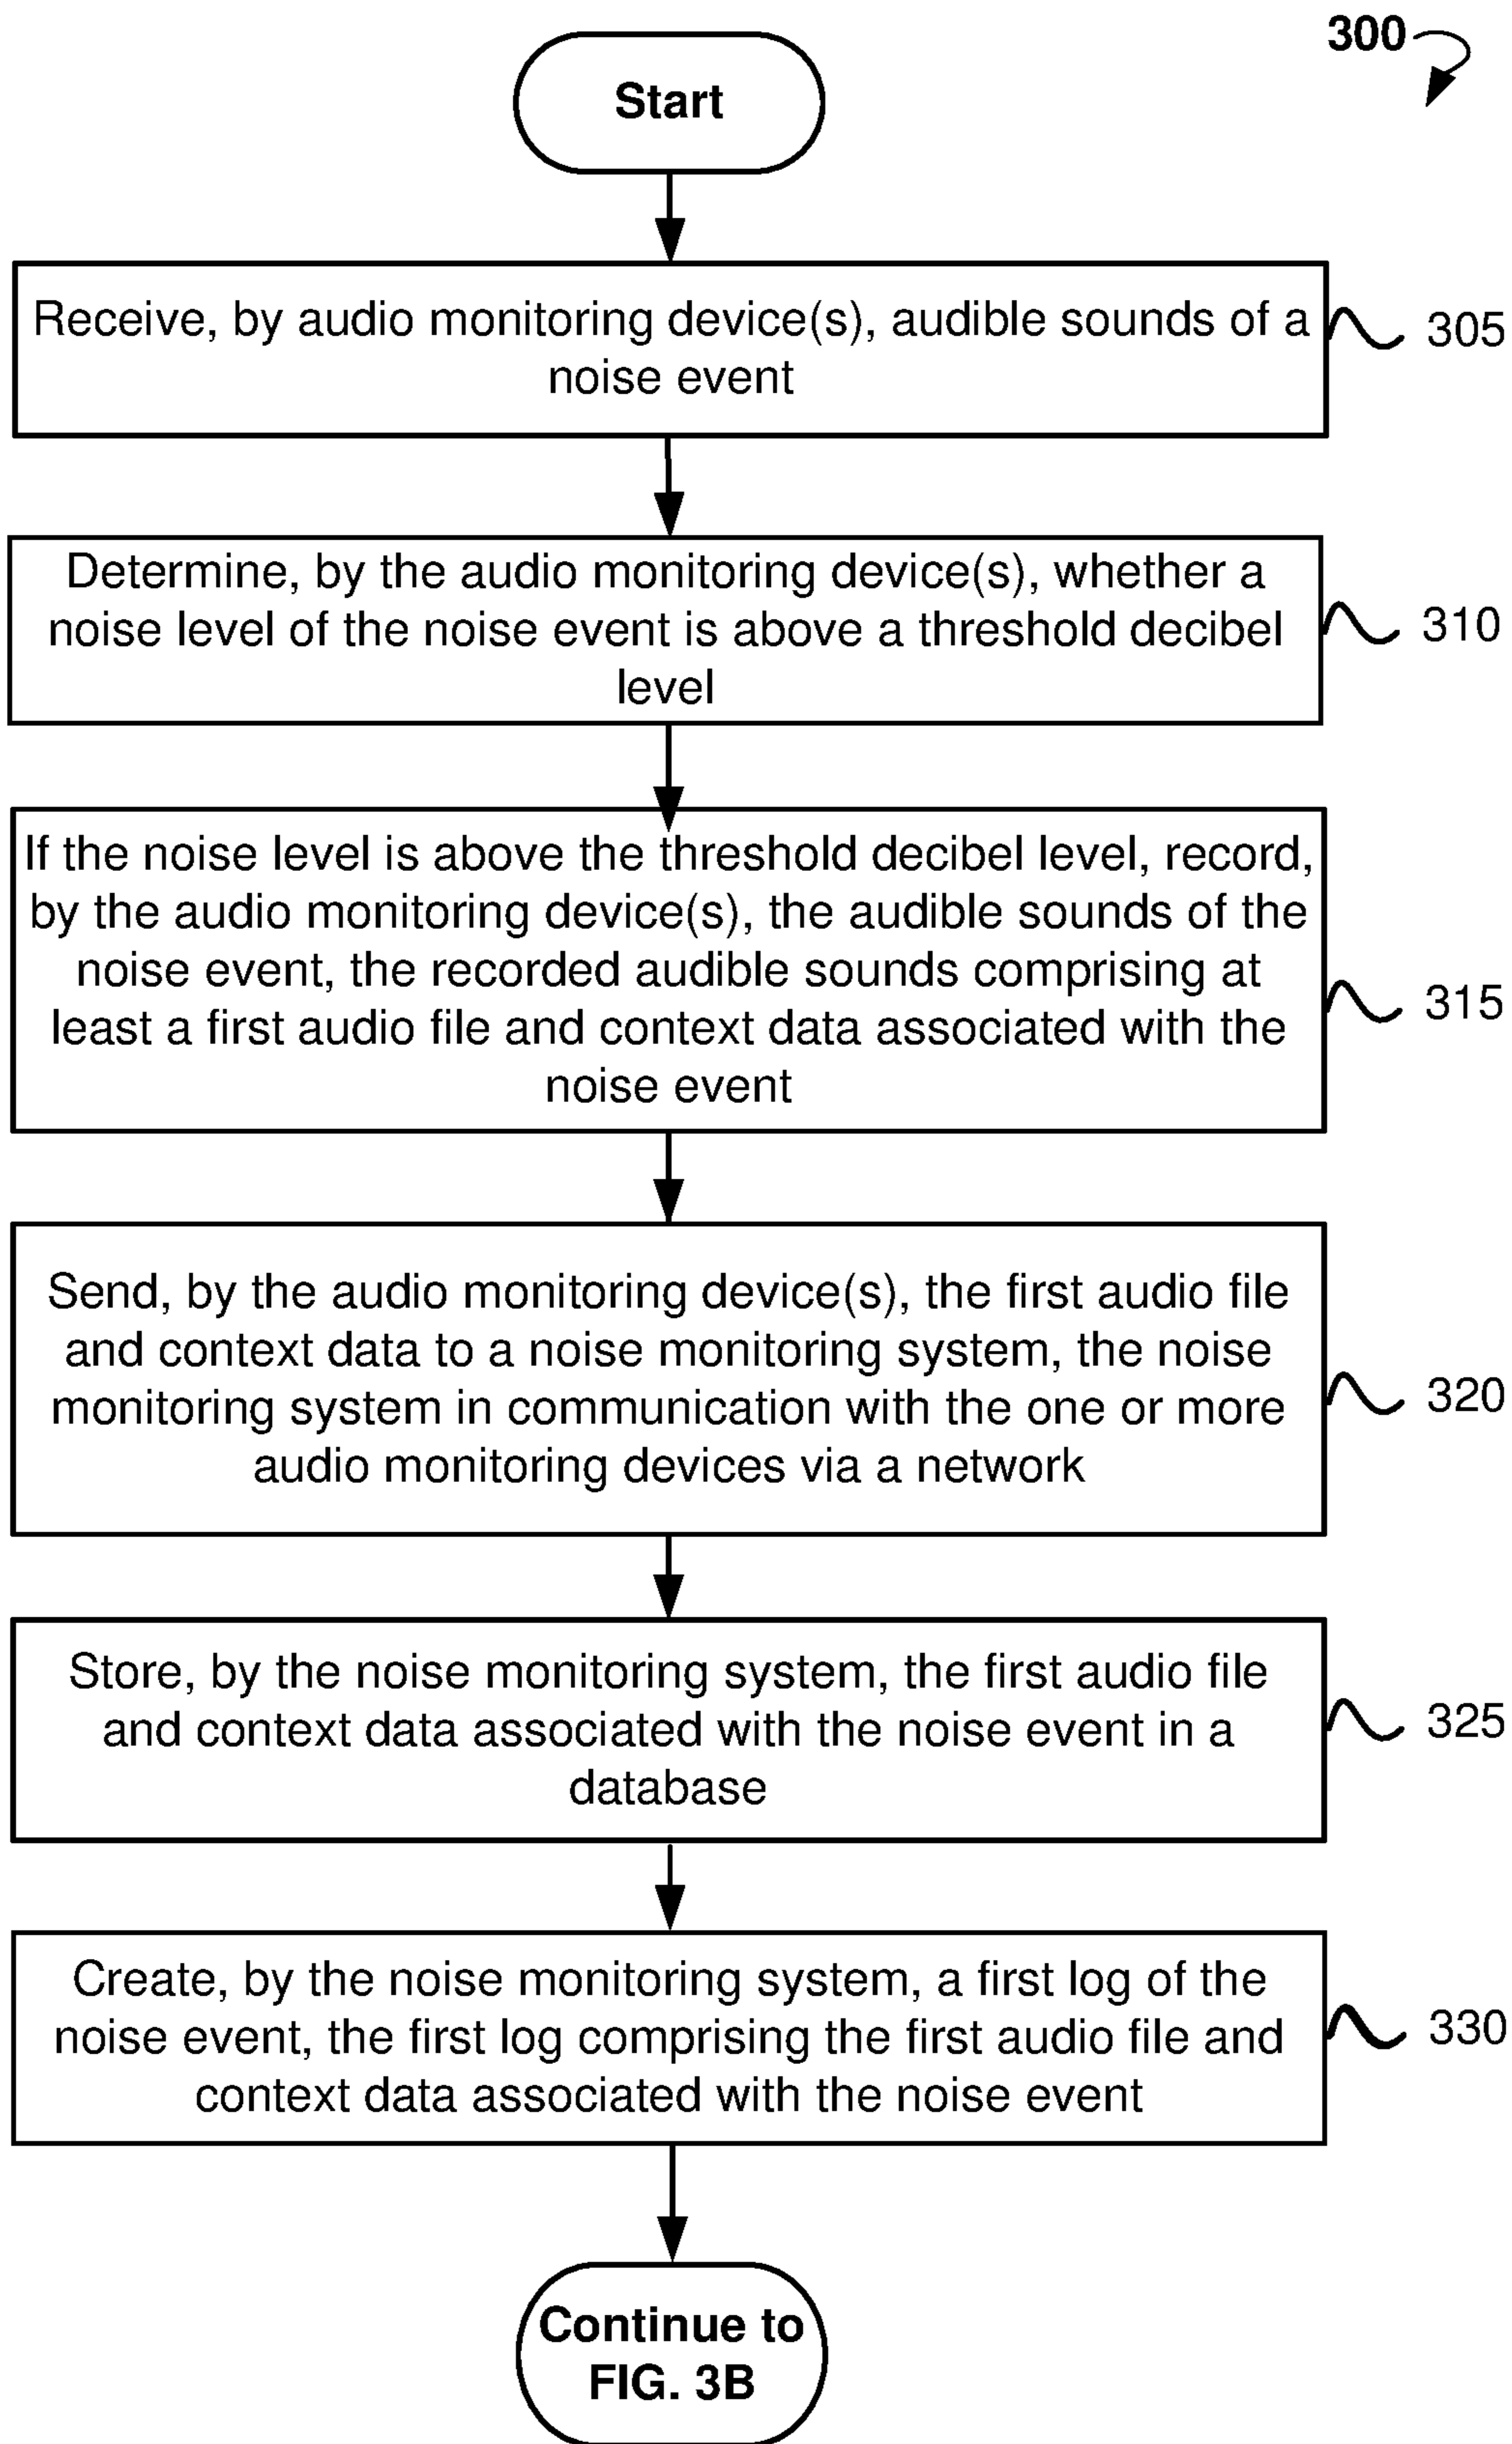 300
Start
Receive, by audio monitoring device(s), audible sounds of a
noise event
305
Determine, by the audio monitoring device(s), whether a
noise level of the noise event is above a threshold decibel
level
310
If the noise level is above the threshold decibel level, record,
by the audio monitoring device(s), the audible sounds of the
noise event, the recorded audible sounds comprising at
least a first audio file and context data associated with the
noise event
315
Send, by the audio monitoring device(s), the first audio file
and context data to a noise monitoring system, the noise
monitoring system in communication with the one or more
audio monitoring devices via a network
320
Store, by the noise monitoring system, the first audio file
and context data associated with the noise event in a
database
325
Create, by the noise monitoring system, a first log of the
noise event, the first log comprising the first audio file and
context data associated with the noise event
330
Continue to
FIG. 3B